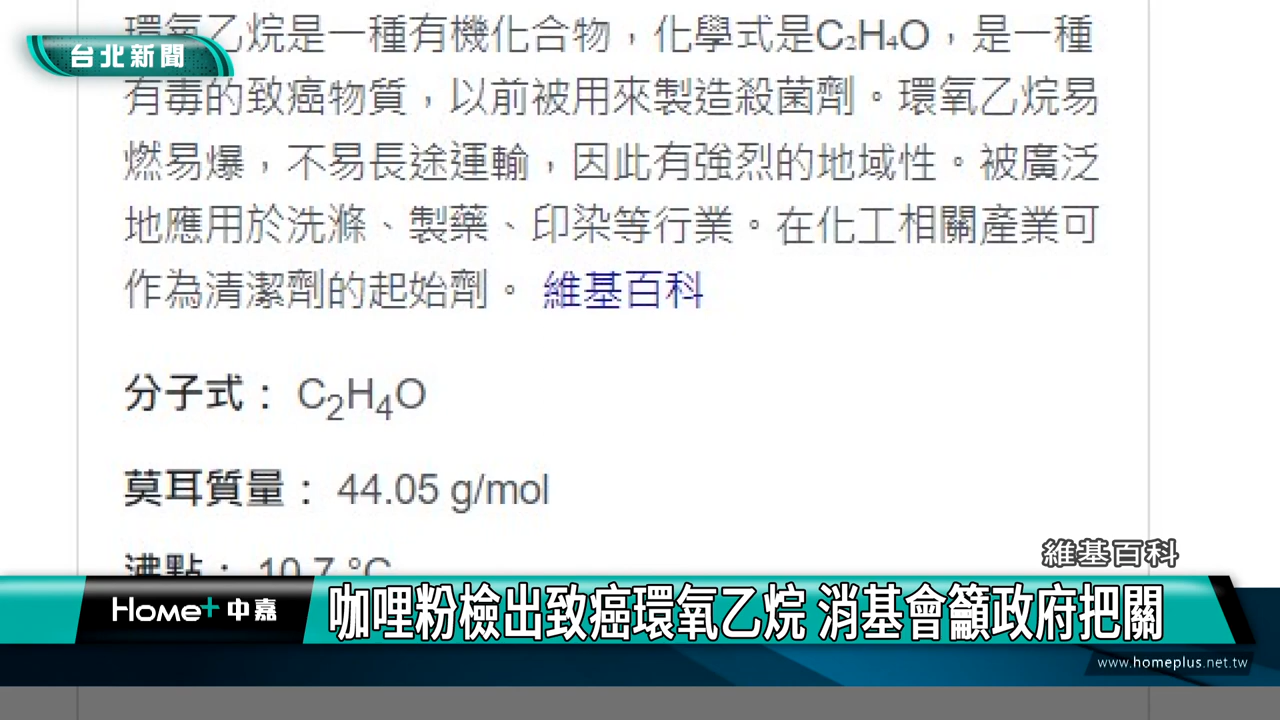 台北新聞
環氧乙烷是一種有機化合物，化學式是C₂H₄O，是一種
有毒的致癌物質，以前被用來製造殺菌劑。環氧乙烷易
燃易爆，不易長途運輸，因此有強烈的地域性。被廣泛
地應用於洗滌、製藥、印染等行業。在化工相關產業可
作為清潔劑的起始劑。 維基百科
分子式： C₂H₄O
莫耳質量： 44.05 g/mol
沸點： 10.7 °C
維基百科
Home+ 中嘉
咖哩粉檢出致癌環氧乙烷 消基會籲政府把關
www.homeplus.net.tw